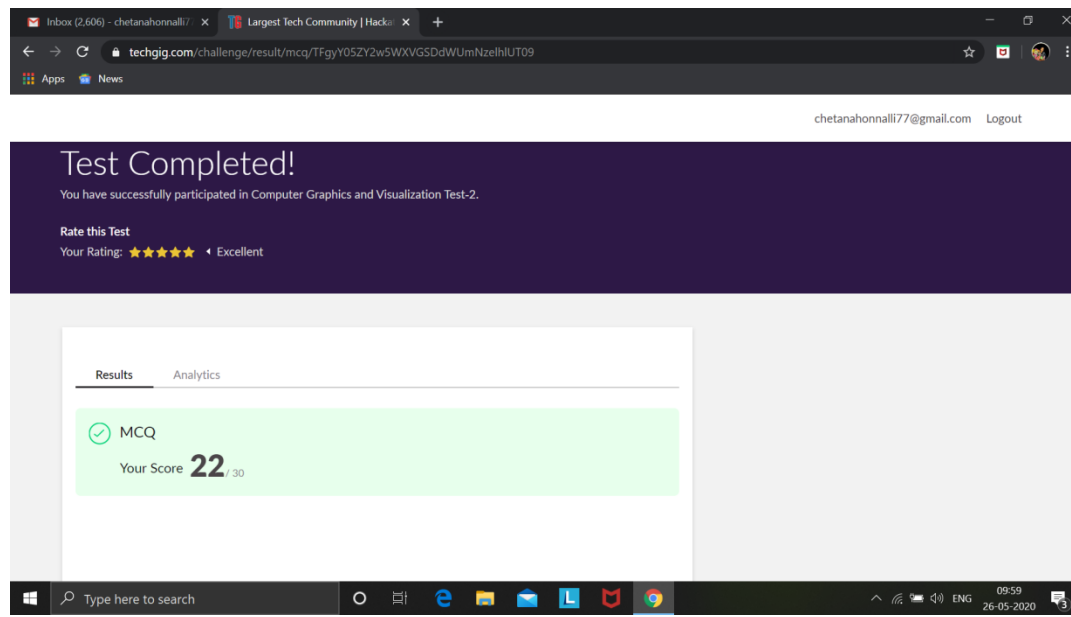 Inbox (2,606) - chetanahonnalli7
Largest Tech Community | Hacka
techgig.com/challenge/result/mcq/TFgyY05ZY2w5WXVGSDdWUmNzelhlUT09
Apps News
chetanahonnalli77@gmail.com Logout
Test Completed!
You have successfully participated in Computer Graphics and Visualization Test-2.
Rate this Test
Your Rating: Excellent
Results Analytics
MCQ
Your Score 22/ 30
Type here to search
ENG
09:59
26-05-2020
3